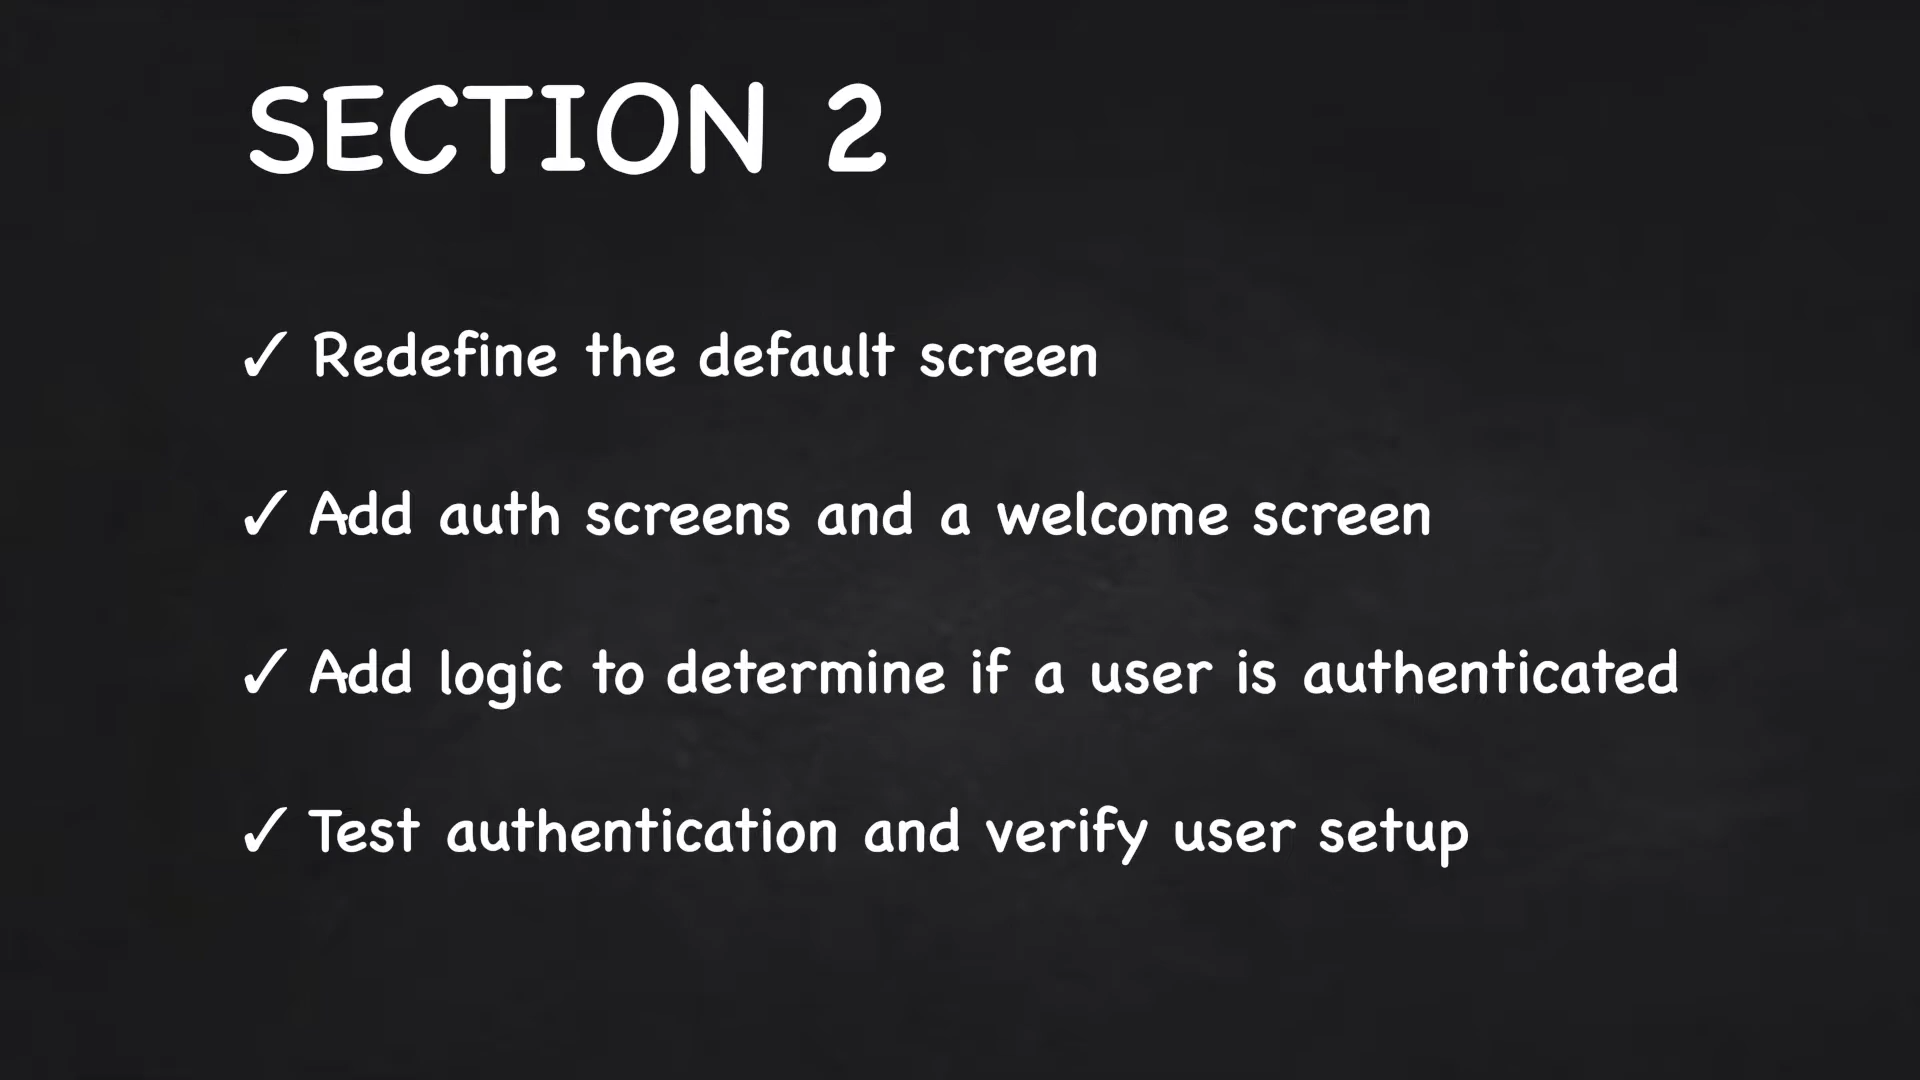 SECTION 2
✓ Redefine the default screen
✓ Add auth screens and a welcome screen
✓ Add logic to determine if a user is authenticated
✓ Test authentication and verify user setup